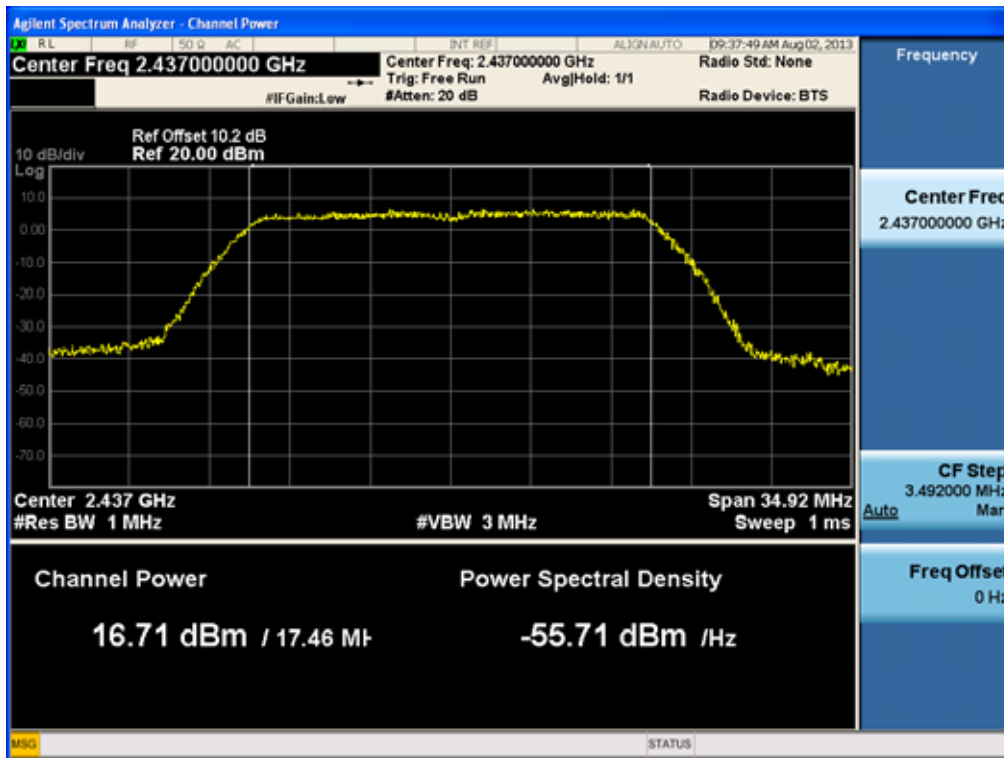 Agilent Spectrum Analyzer - Channel Power
LXI RL RF 50 Ω AC INT REF ALIGNAUTO 09:37:49 AM Aug 02, 2013
Center Freq 2.437000000 GHz
Center Freq: 2.437000000 GHz
Radio Std: None
Trig: Free Run Avg|Hold: 1/1
#IFGain:Low
#Atten: 20 dB
Radio Device: BTS
Frequency
Ref Offset 10.2 dB
10 dB/div Ref 20.00 dBm
Log
10.0
0.00
-10.0
-20.0
-30.0
-40.0
-50.0
-60.0
-70.0
Center 2.437 GHz Span 34.92 MHz
#Res BW 1 MHz #VBW 3 MHz Sweep 1 ms
Channel Power Power Spectral Density
16.71 dBm / 17.46 MH -55.71 dBm /Hz
Center Freq
2.437000000 GHz
CF Step
3.492000 MHz
Auto Man
Freq Offset
0 Hz
MSG STATUS